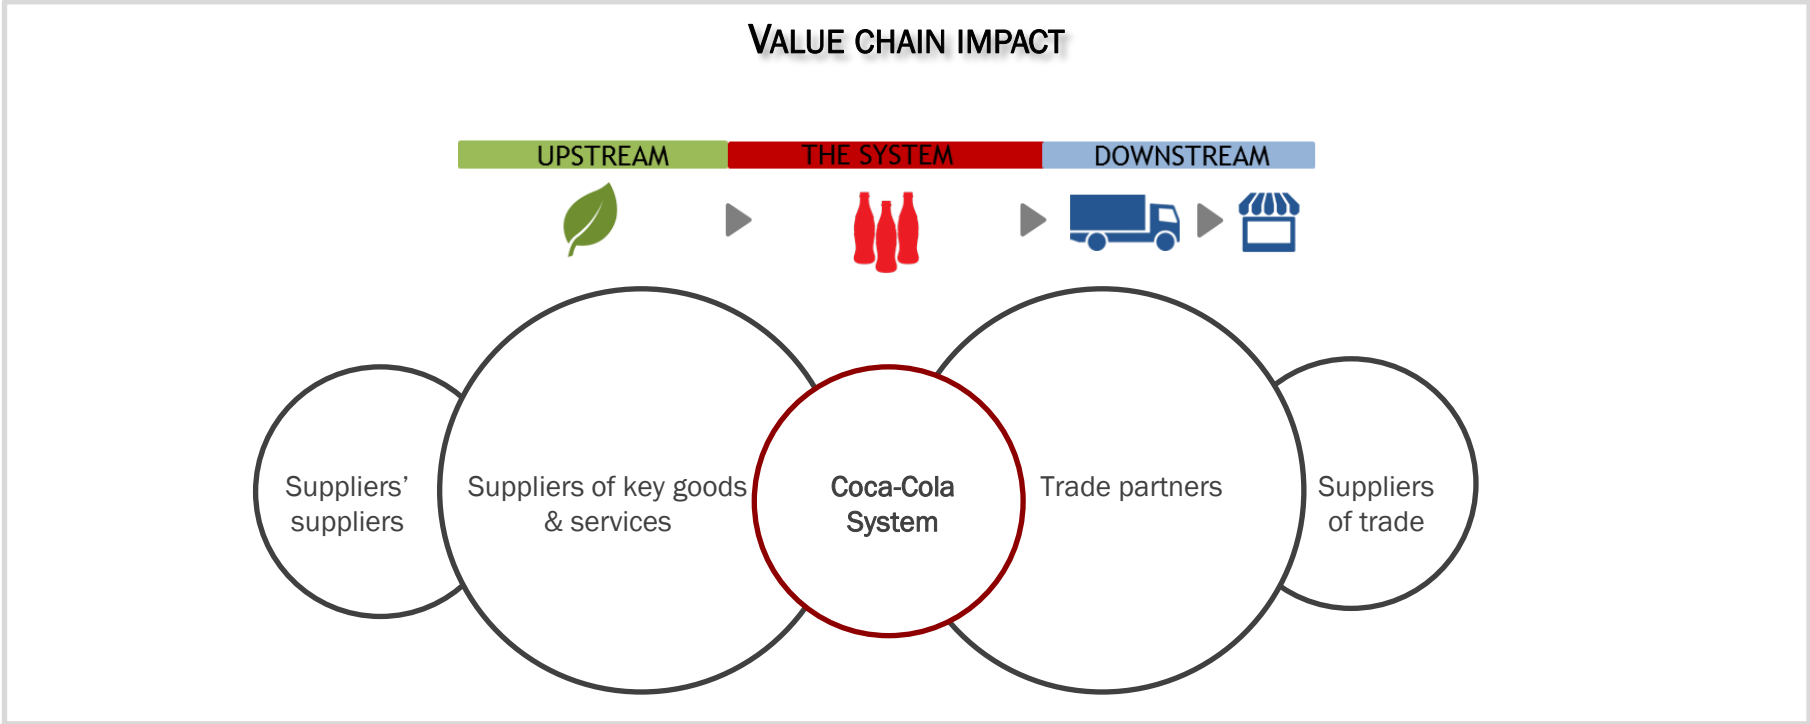 VALUE CHAIN IMPACT
UPSTREAM
THE SYSTEM
DOWNSTREAM
Suppliers’
suppliers
Suppliers of key goods
& services
Coca-Cola
System
Trade partners
Suppliers
of trade